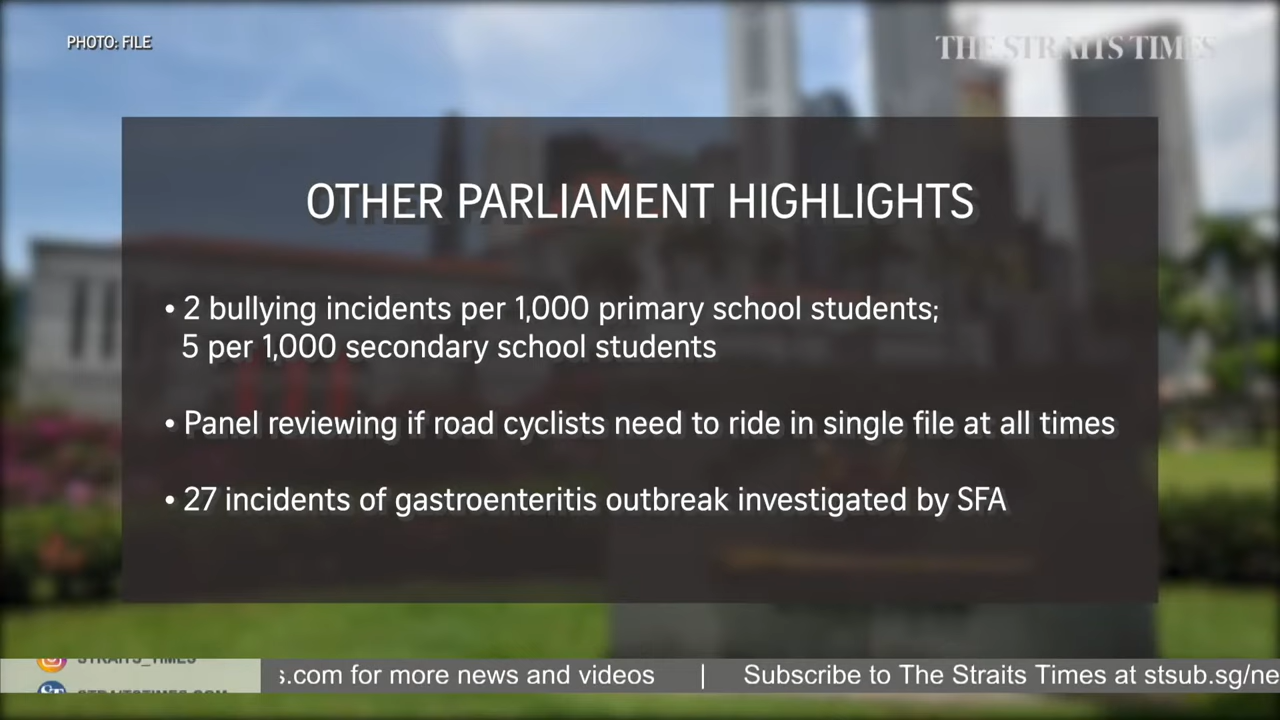 PHOTO: FILE
THE STRAITS TIMES
OTHER PARLIAMENT HIGHLIGHTS
• 2 bullying incidents per 1,000 primary school students;
5 per 1,000 secondary school students
• Panel reviewing if road cyclists need to ride in single file at all times
• 27 incidents of gastroenteritis outbreak investigated by SFA
STRAITS_TIMES
STRAITSTIMES.COM
s.com for more news and videos | Subscribe to The Straits Times at stsub.sg/ne